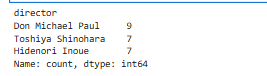 director
Don Michael Paul    9
Toshiya Shinohara    7
Hidenori Inoue    7
Name: count, dtype: int64